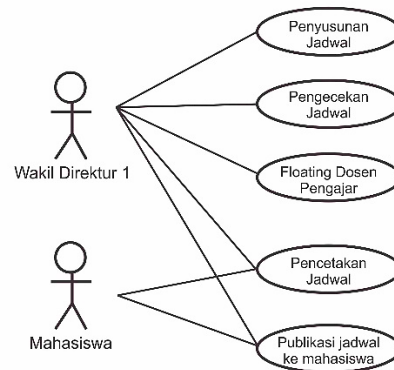 Penyusunan
Jadwal
Pengecekan
Jadwal
Wakil Direktur 1
Floating Dosen
Pengajar
Pencetakan
Jadwal
Mahasiswa
Publikasi jadwal
ke mahasiswa